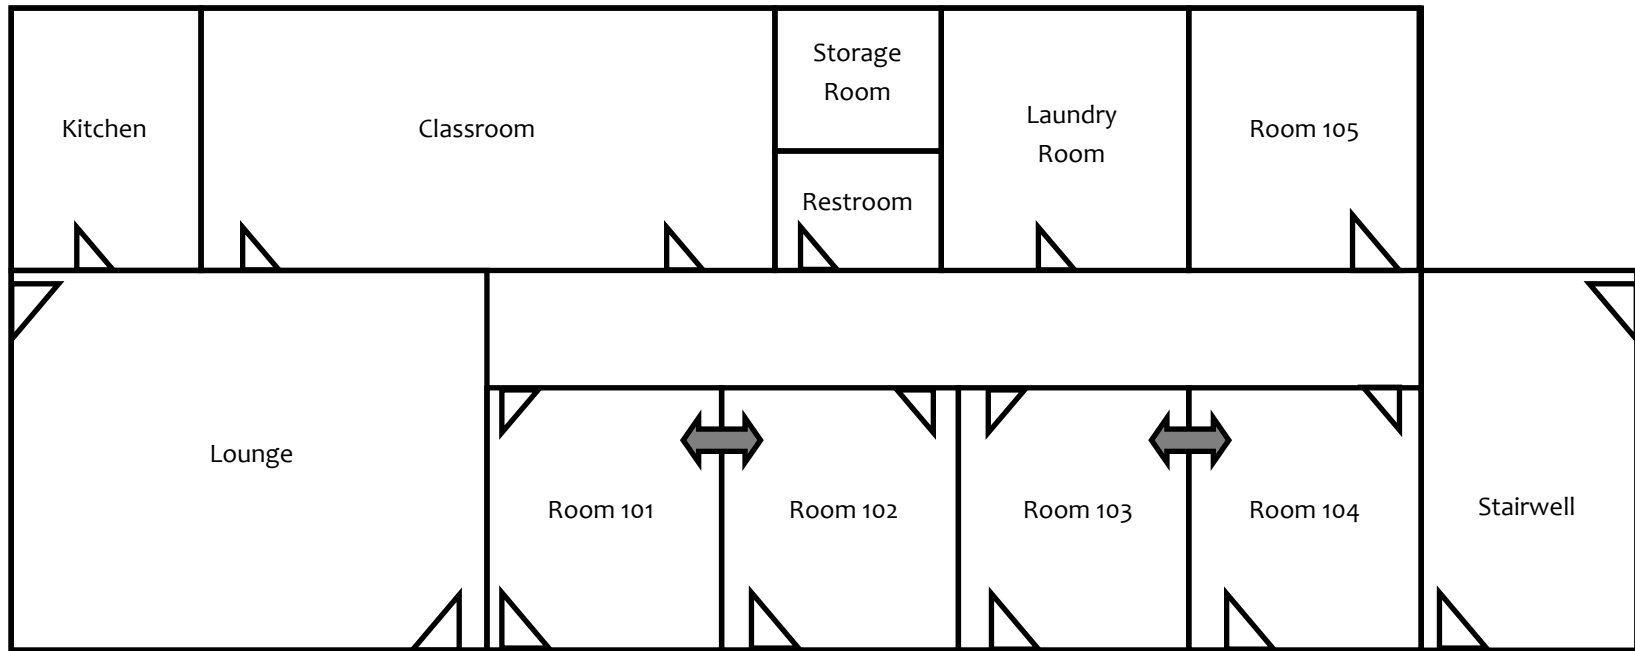 Kitchen
Classroom
Storage
Room
Restroom
Laundry
Room
Room 105
Lounge
Room 101
Room 102
Room 103
Room 104
Stairwell